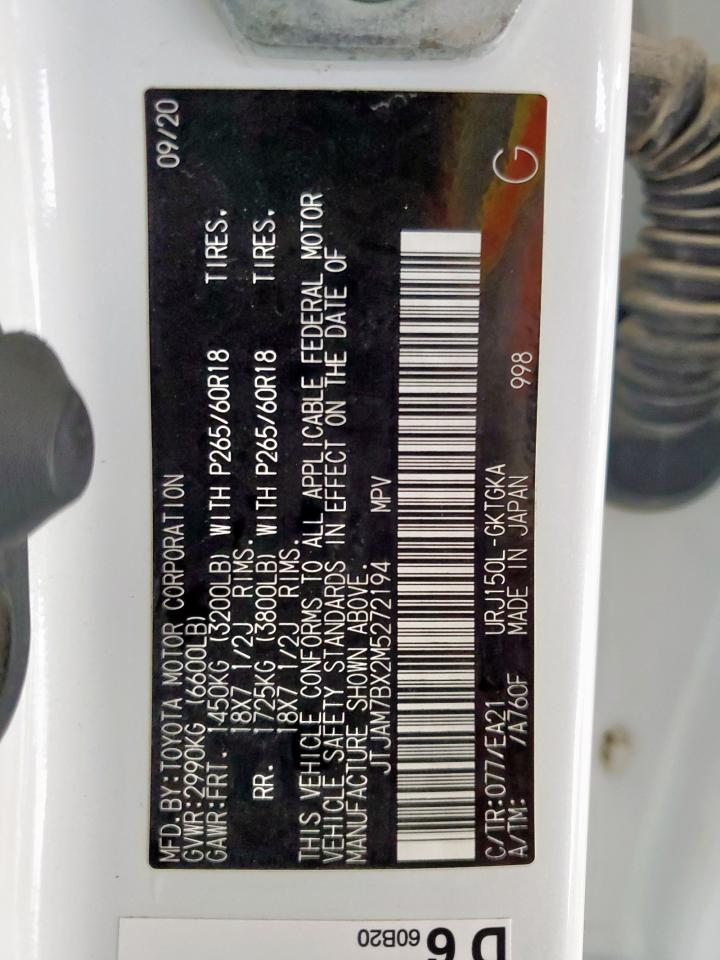 MFD.BY:TOYOTA MOTOR CORPORATION 09/20
GVWR:2990KG (6600LB)
GAWR:FRT. 1450KG (3200LB) WITH P265/60R18 TIRES.
18X7 1/2J RIMS.
RR. 1725KG (3800LB) WITH P265/60R18 TIRES.
18X7 1/2J RIMS.
THIS VEHICLE CONFORMS TO ALL APPLICABLE FEDERAL MOTOR
VEHICLE SAFETY STANDARDS IN EFFECT ON THE DATE OF
MANUFACTURE SHOWN ABOVE.
JTJAM7BX2M5272194 MPV
C/TR:077/EA21 URJ150L-GKTGKA
A/TM: /A760F MADE IN JAPAN 998
G
60B20
D 6